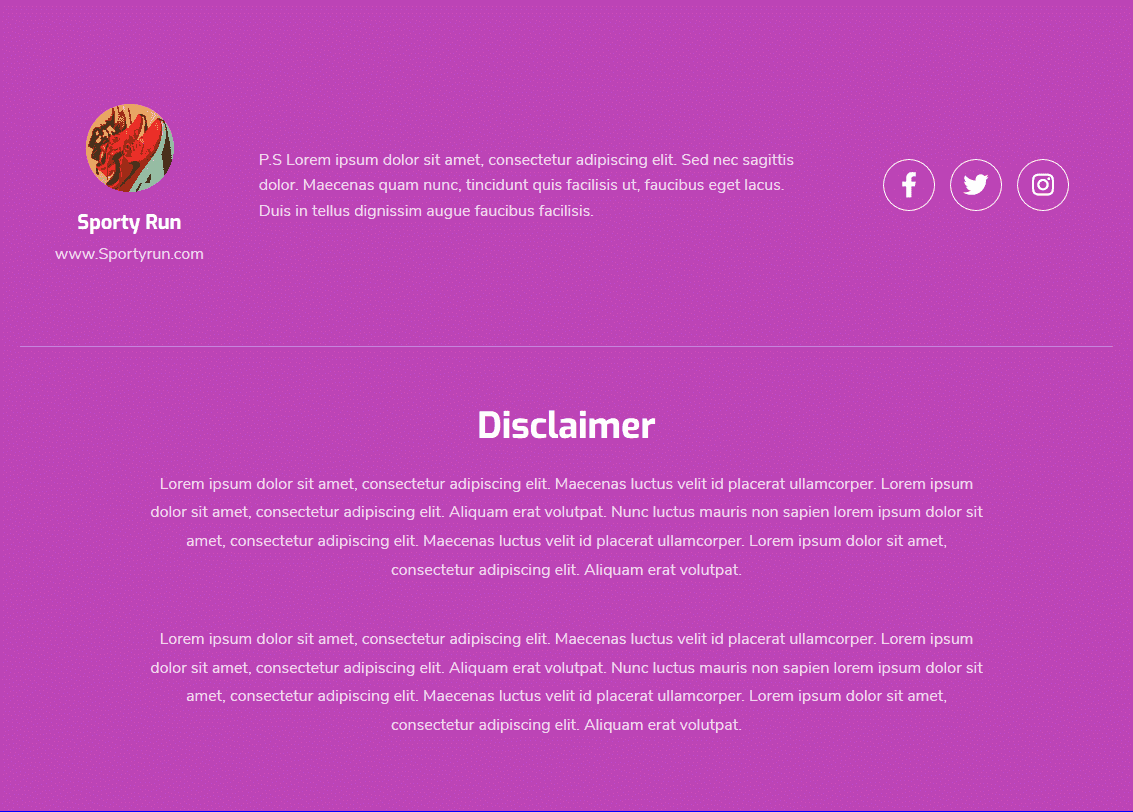 Sporty Run
www.Sportyrun.com
P.S Lorem ipsum dolor sit amet, consectetur adipiscing elit. Sed nec sagittis
dolor. Maecenas quam nunc, tincidunt quis facilisis ut, faucibus eget lacus.
Duis in tellus dignissim augue faucibus facilisis.
Disclaimer
Lorem ipsum dolor sit amet, consectetur adipiscing elit. Maecenas luctus velit id placerat ullamcorper. Lorem ipsum
dolor sit amet, consectetur adipiscing elit. Aliquam erat volutpat. Nunc luctus mauris non sapien lorem ipsum dolor sit
amet, consectetur adipiscing elit. Maecenas luctus velit id placerat ullamcorper. Lorem ipsum dolor sit amet,
consectetur adipiscing elit. Aliquam erat volutpat.
Lorem ipsum dolor sit amet, consectetur adipiscing elit. Maecenas luctus velit id placerat ullamcorper. Lorem ipsum
dolor sit amet, consectetur adipiscing elit. Aliquam erat volutpat. Nunc luctus mauris non sapien lorem ipsum dolor sit
amet, consectetur adipiscing elit. Maecenas luctus velit id placerat ullamcorper. Lorem ipsum dolor sit amet,
consectetur adipiscing elit. Aliquam erat volutpat.